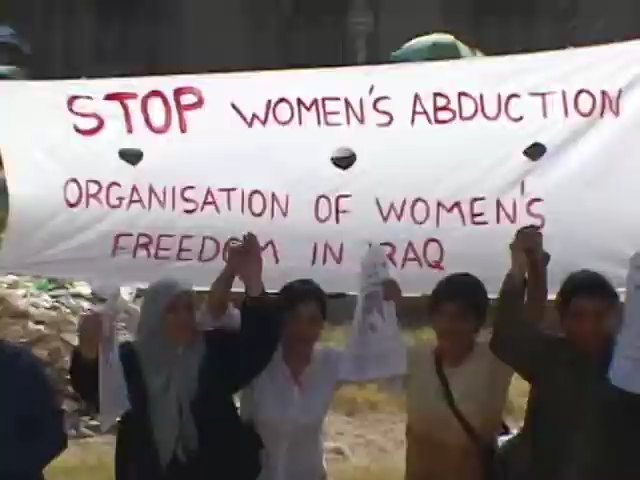 STOP WOMEN'S ABDUCTION
ORGANISATION OF WOMEN'S
FREEDOM IN IRAQ